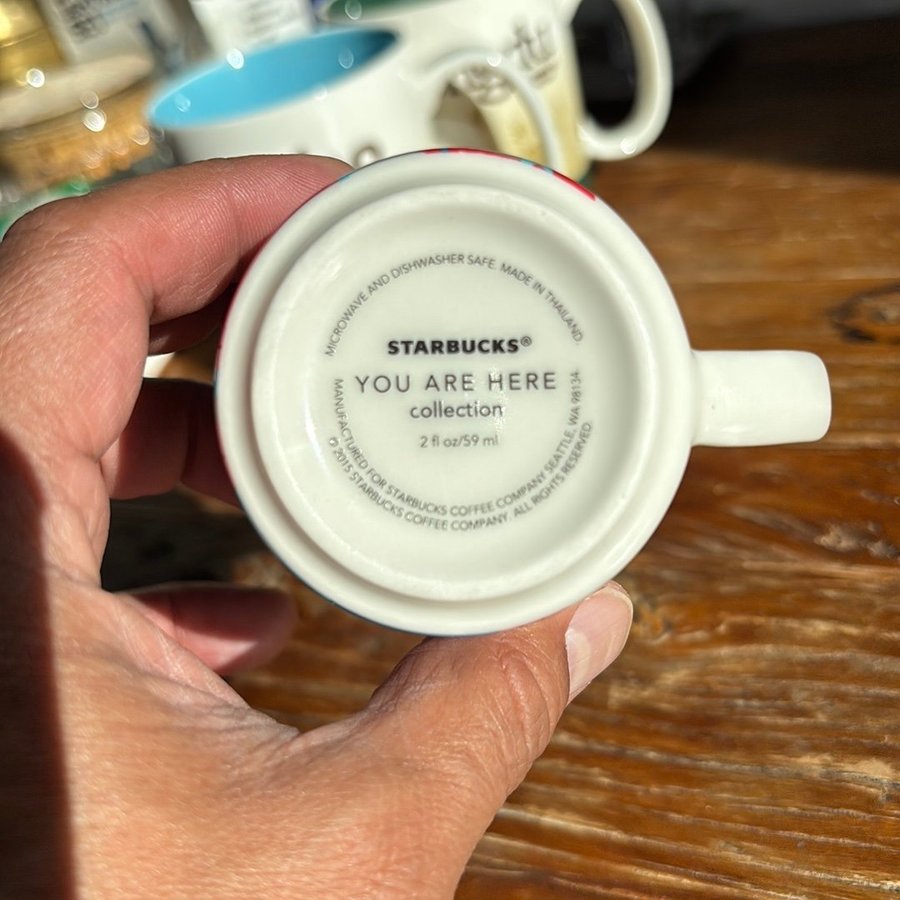 MICROWAVE AND DISHWASHER SAFE. MADE IN THAILAND.
STARBUCKS®
YOU ARE HERE
collection
2 fl oz/59 ml
MANUFACTURED FOR STARBUCKS COFFEE COMPANY SEATTLE, WA 98134
© 2015 STARBUCKS COFFEE COMPANY. ALL RIGHTS RESERVED